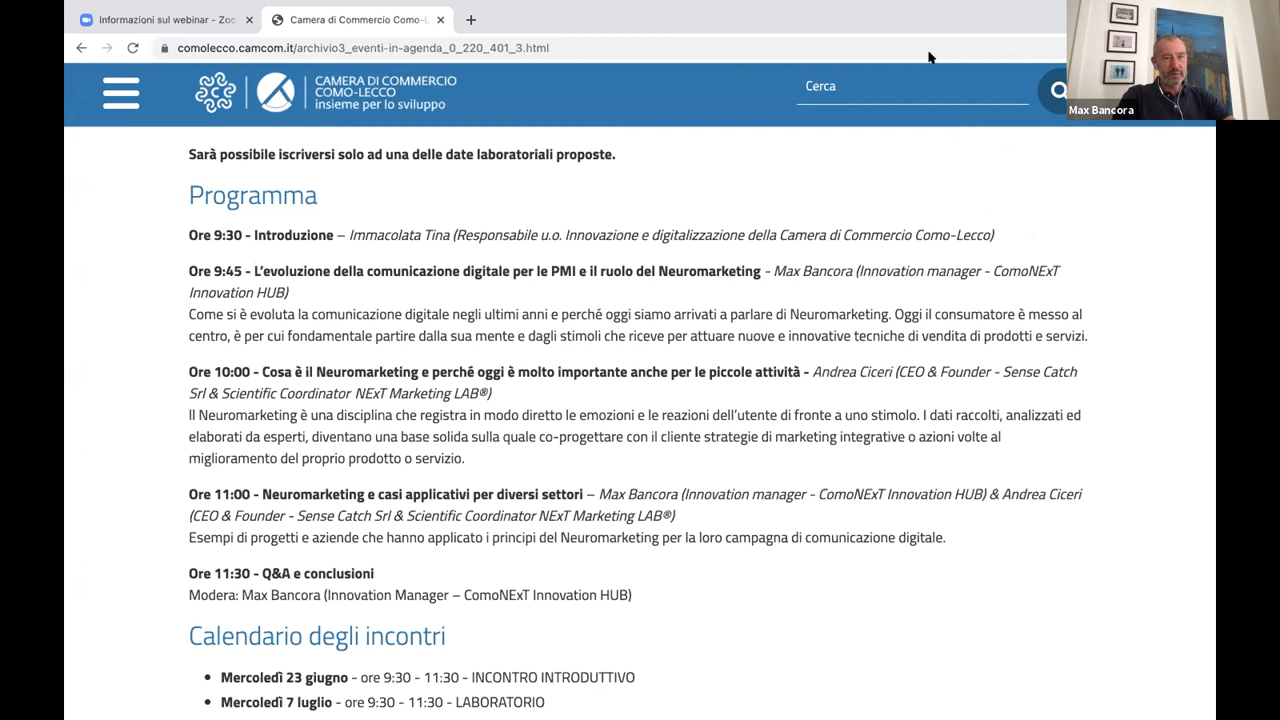 Informazioni sul webinar - Zoc
Camera di Commercio Como-L
comolecco.camcom.it/archivio3_eventi-in-agenda_0_220_401_3.html
CAMERA DI COMMERCIO
COMO-LECCO
insieme per lo sviluppo
Cerca
Max Bancora
Sarà possibile iscriversi solo ad una delle date laboratoriali proposte.
Programma
Ore 9:30 - Introduzione – Immacolata Tina (Responsabile u.o. Innovazione e digitalizzazione della Camera di Commercio Como-Lecco)
Ore 9:45 - L'evoluzione della comunicazione digitale per le PMI e il ruolo del Neuromarketing - Max Bancora (Innovation manager - ComoNExT
Innovation HUB)
Come si è evoluta la comunicazione digitale negli ultimi anni e perché oggi siamo arrivati a parlare di Neuromarketing. Oggi il consumatore è messo al
centro, è per cui fondamentale partire dalla sua mente e dagli stimoli che riceve per attuare nuove e innovative tecniche di vendita di prodotti e servizi.
Ore 10:00 - Cosa è il Neuromarketing e perché oggi è molto importante anche per le piccole attività - Andrea Ciceri (CEO & Founder - Sense Catch
Srl & Scientific Coordinator NExT Marketing LAB®)
Il Neuromarketing è una disciplina che registra in modo diretto le emozioni e le reazioni dell'utente di fronte a uno stimolo. I dati raccolti, analizzati ed
elaborati da esperti, diventano una base solida sulla quale co-progettare con il cliente strategie di marketing integrative o azioni volte al
miglioramento del proprio prodotto o servizio.
Ore 11:00 - Neuromarketing e casi applicativi per diversi settori – Max Bancora (Innovation manager - ComoNExT Innovation HUB) & Andrea Ciceri
(CEO & Founder - Sense Catch Srl & Scientific Coordinator NExT Marketing LAB®)
Esempi di progetti e aziende che hanno applicato i principi del Neuromarketing per la loro campagna di comunicazione digitale.
Ore 11:30 - Q&A e conclusioni
Modera: Max Bancora (Innovation Manager – ComoNExT Innovation HUB)
Calendario degli incontri
• Mercoledì 23 giugno - ore 9:30 - 11:30 - INCONTRO INTRODUTTIVO
• Mercoledì 7 luglio - ore 9:30 - 11:30 - LABORATORIO